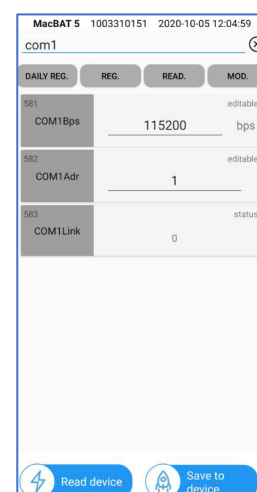 MacBAT 5 1003310151 2020-10-05 12:04:59
com1
DAILY REG. REG. READ. MOD.
581 editable
COM1Bps 115200 bps
582 editable
COM1Adr 1
583 status
COM1Link 0
Read device Save to
device